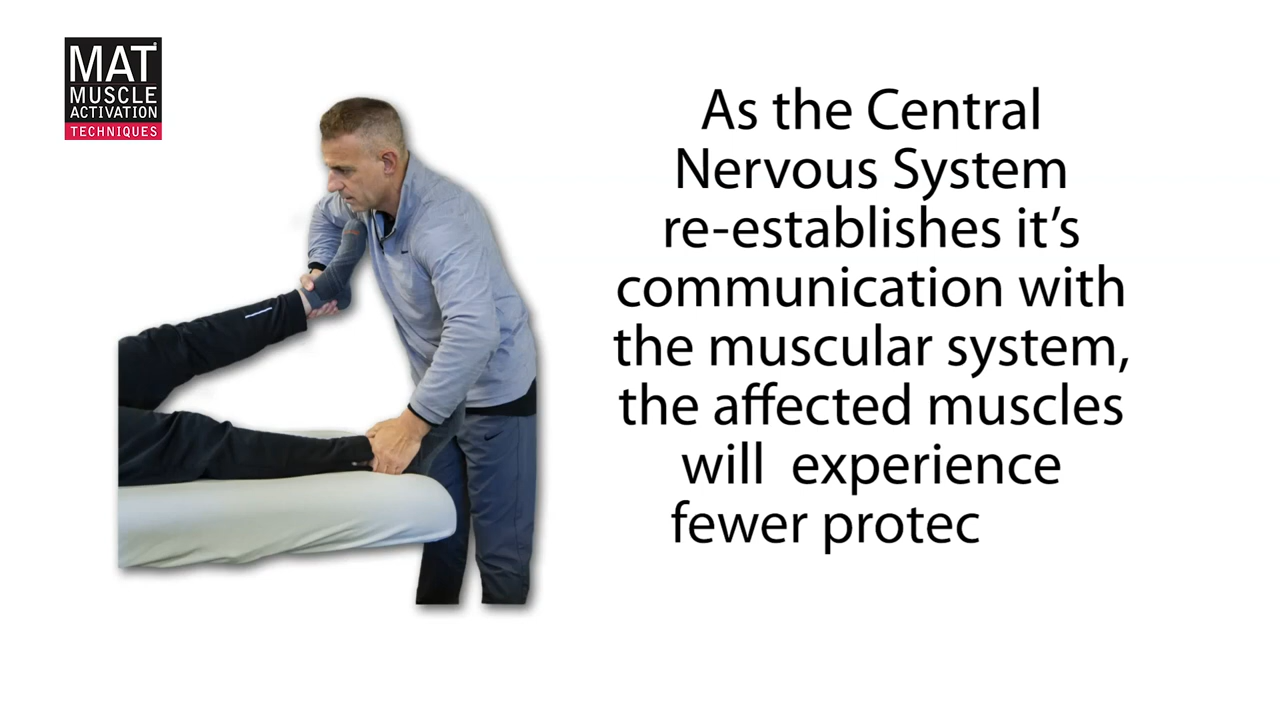 MAT
MUSCLE
ACTIVATION
TECHNIQUES
As the Central
Nervous System
re-establishes it’s
communication with
the muscular system,
the affected muscles
will experience
fewer protec